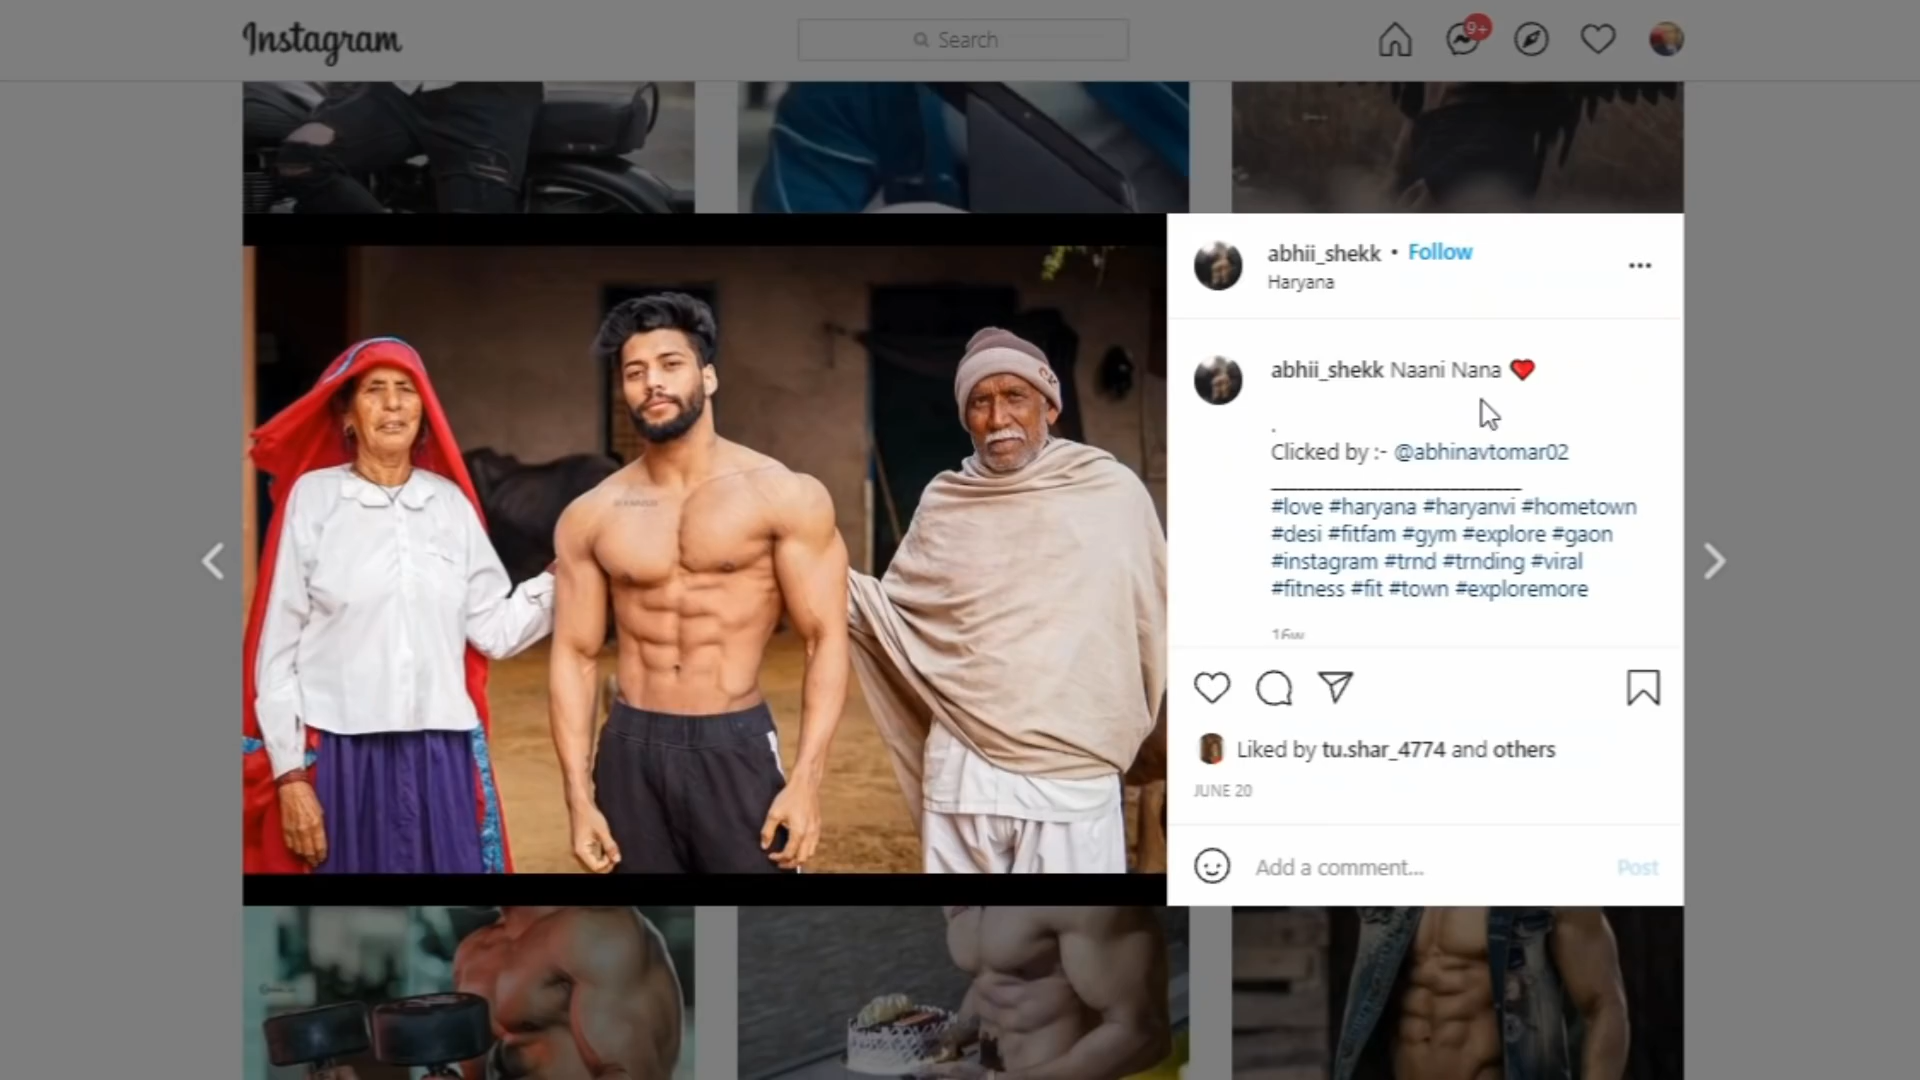 Instagram
Search
9+
abhii_shekk • Follow
Haryana
abhii_shekk Naani Nana ❤️
.
Clicked by :- @abhinavtomar02
___________________________
#love #haryana #haryanvi #hometown
#desi #fitfam #gym #explore #gaon
#instagram #trnd #trnding #viral
#fitness #fit #town #exploremore
16w
Liked by tu.shar_4774 and others
JUNE 20
Add a comment...
Post